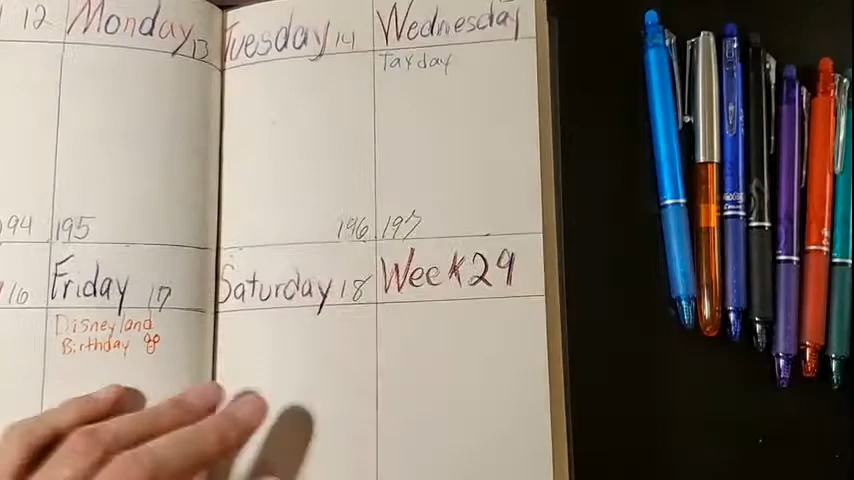 12 Monday 13 Tuesday 14 Wednesday
Tax day
194 195 196 197
16 Friday 17 Saturday 18 Week 29
Disneyland
Birthday